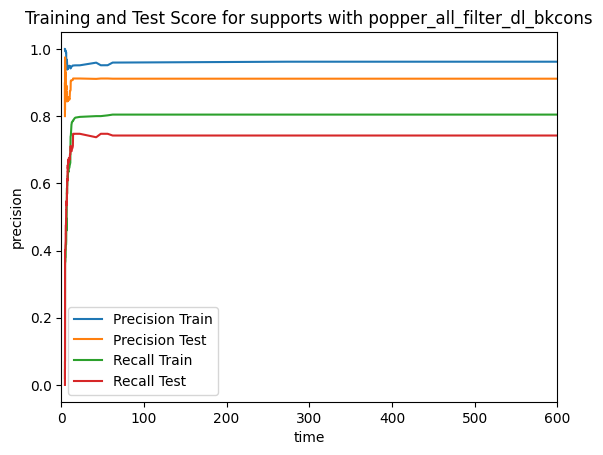 Training and Test Score for supports with popper_all_filter_dl_bkcons
1.0
0.8
0.6
0.4
0.2
0.0
precision
Precision Train
Precision Test
Recall Train
Recall Test
0 100 200 300 400 500 600
time